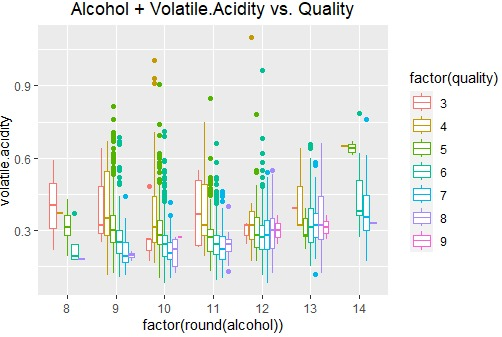 Alcohol + Volatile.Acidity vs. Quality
volatile.acidity
0.9
0.6
0.3
8 9 10 11 12 13 14
factor(round(alcohol))
factor(quality)
3
4
5
6
7
8
9